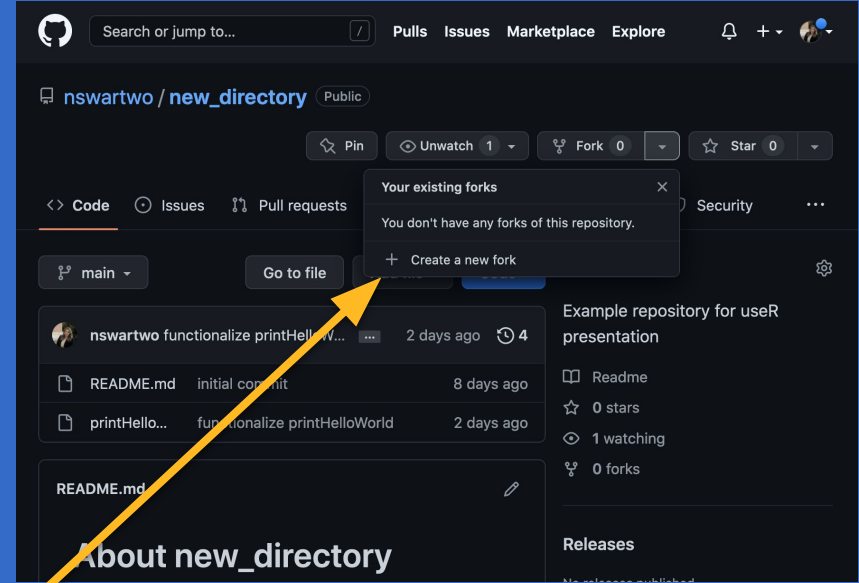 Search or jump to... /
Pulls Issues Marketplace Explore
nswartwo / new_directory Public
Pin Unwatch 1 Fork 0 Star 0
Code Issues Pull requests Security ...
Your existing forks
You don't have any forks of this repository.
Create a new fork
main Go to file
nswartwo functionalize printHelloW... ... 2 days ago 4
README.md initial commit 8 days ago
printHello... functionalize printHelloWorld 2 days ago
README.md
About new_directory
Example repository for useR
presentation
Readme
0 stars
1 watching
0 forks
Releases
No releases published